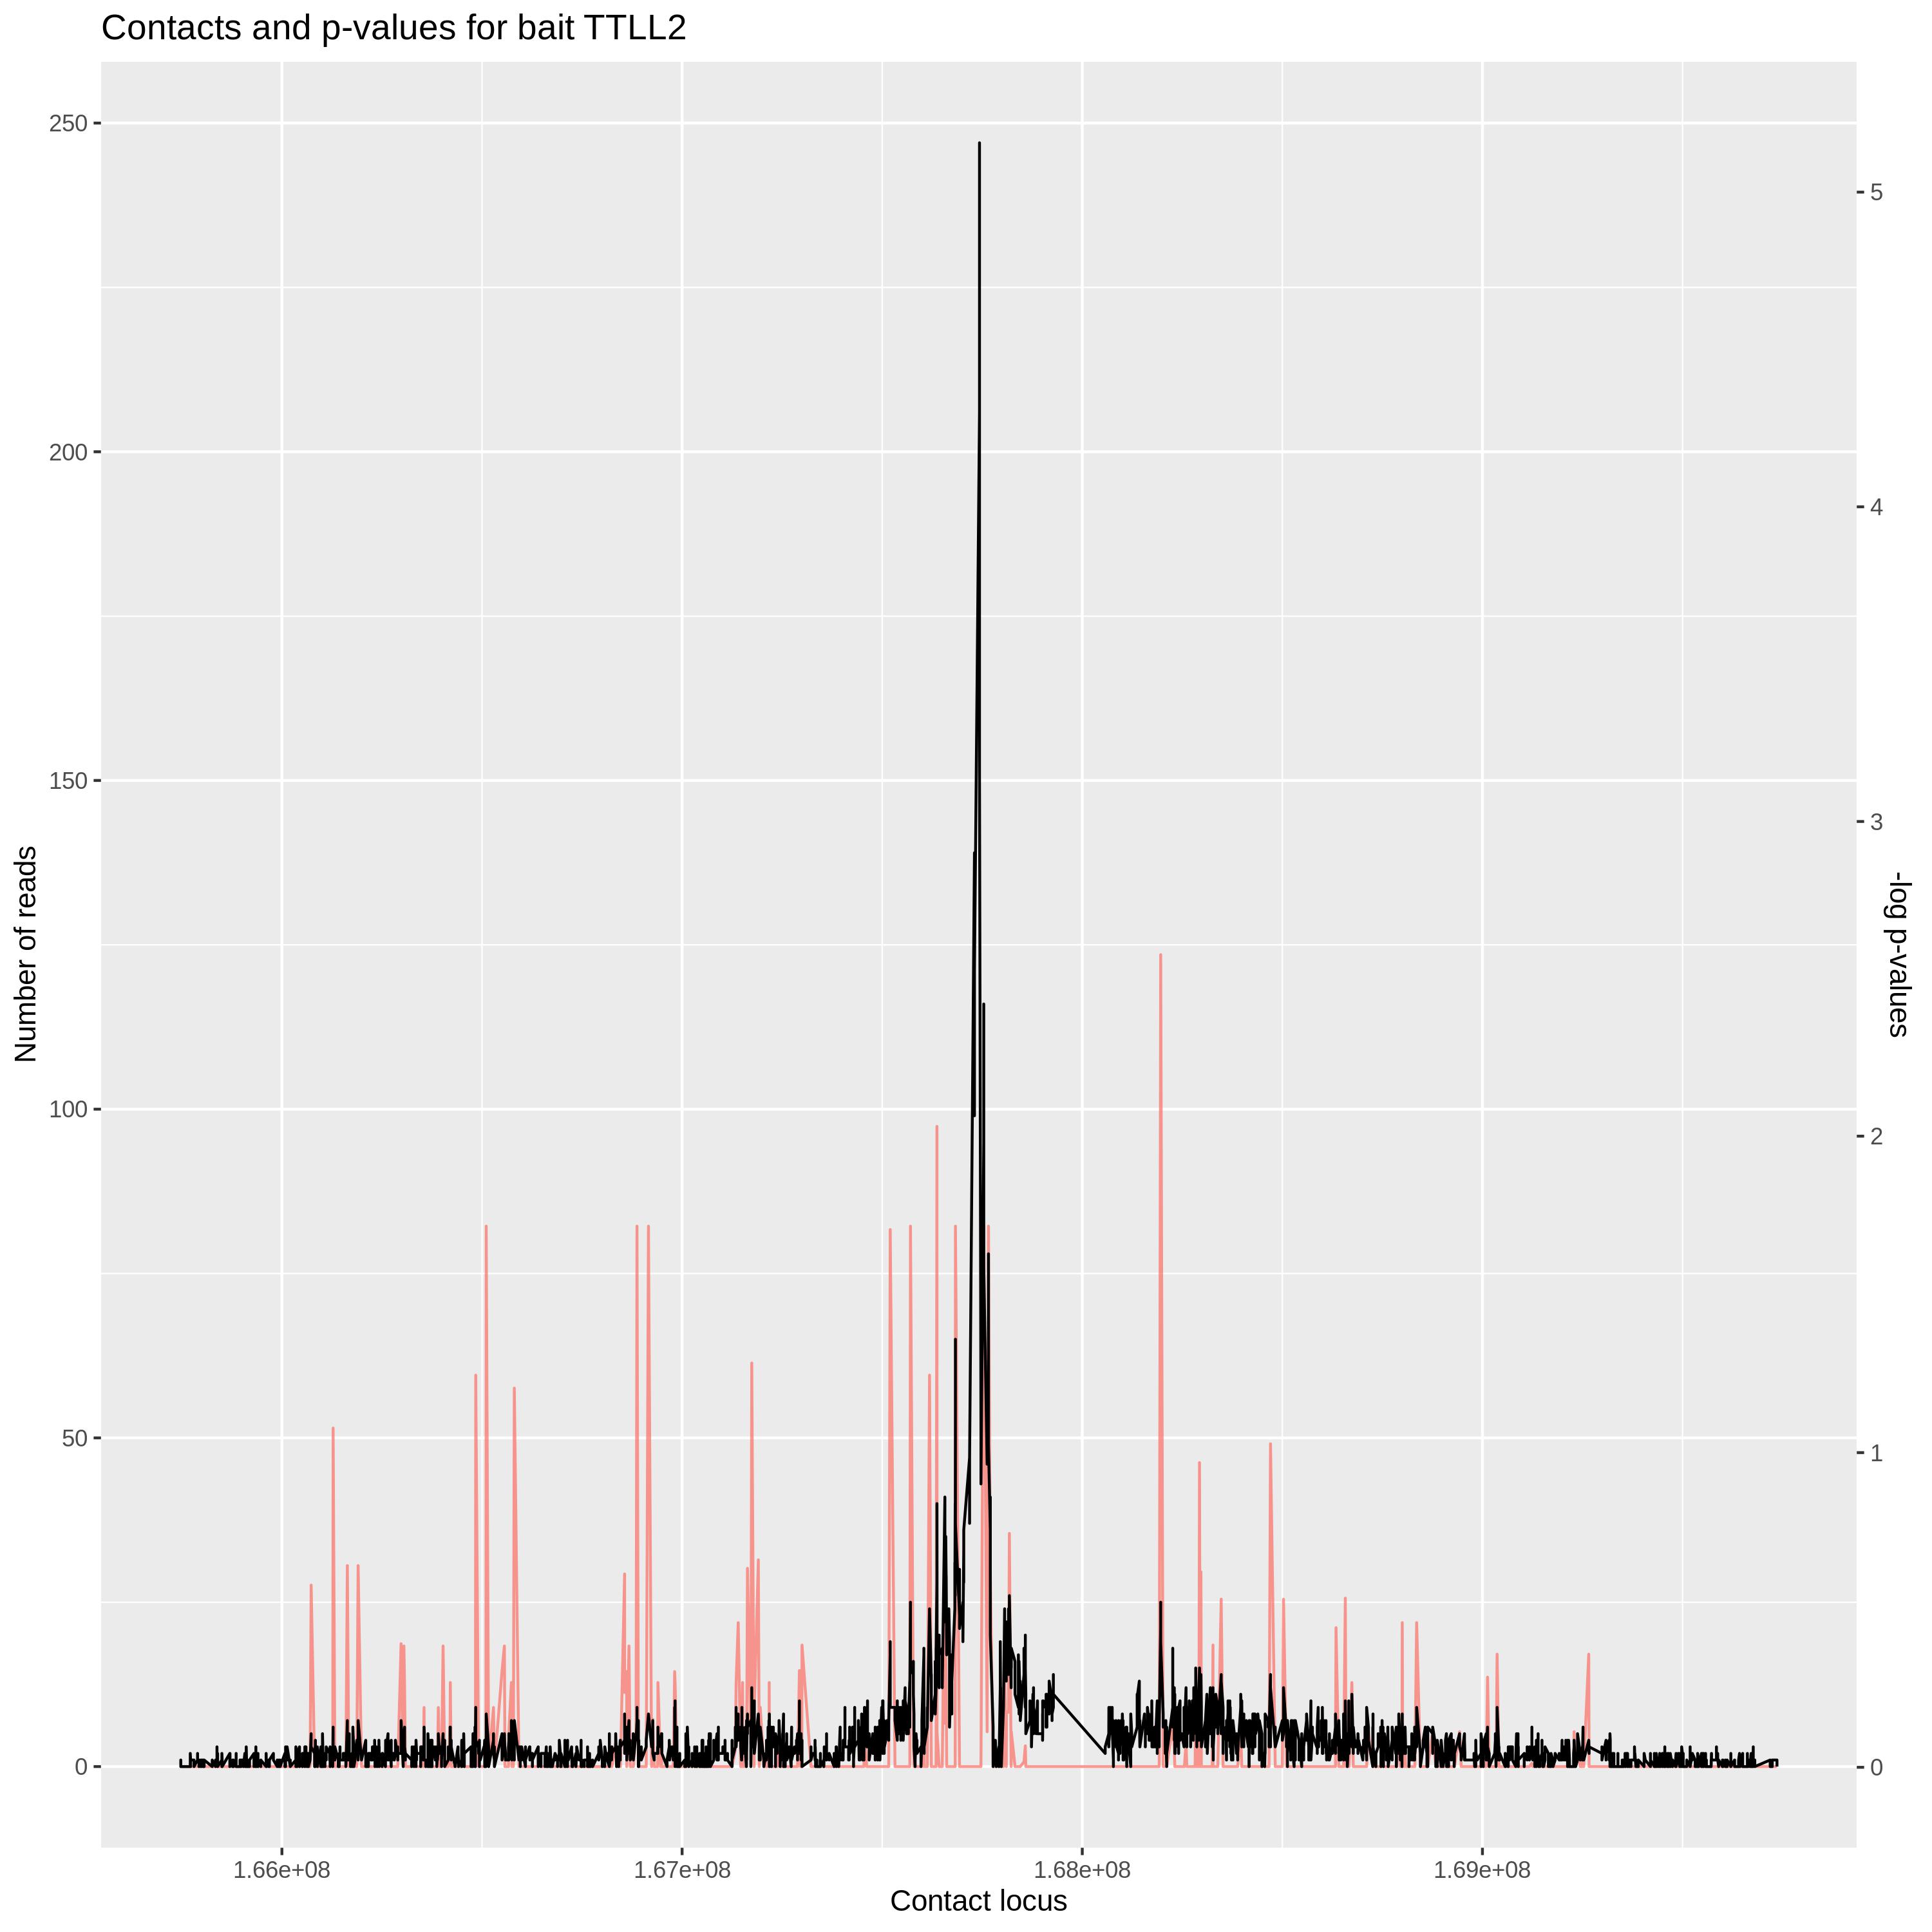 Contacts and p-values for bait TTLL2
250
200
150
100
50
0
Number of reads
5
4
3
2
1
0
-log p-values
1.66e+08
1.67e+08
1.68e+08
1.69e+08
Contact locus